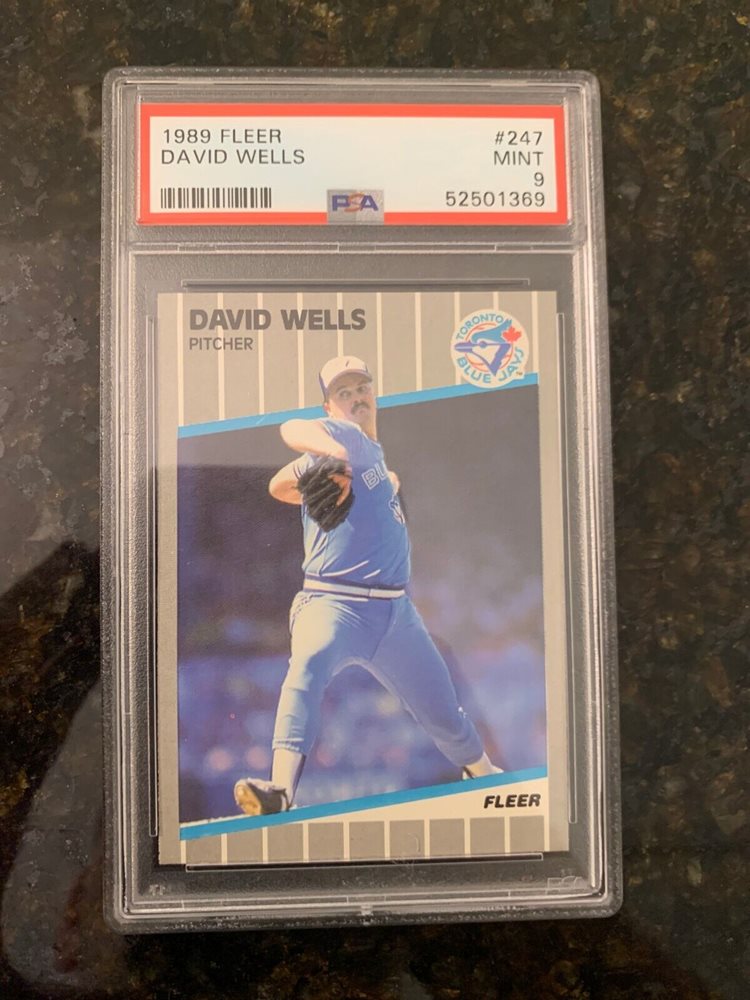 1989 FLEER #247
DAVID WELLS MINT
9
PSA 52501369
DAVID WELLS
PITCHER
TORONTO
BLUE JAYS
FLEER